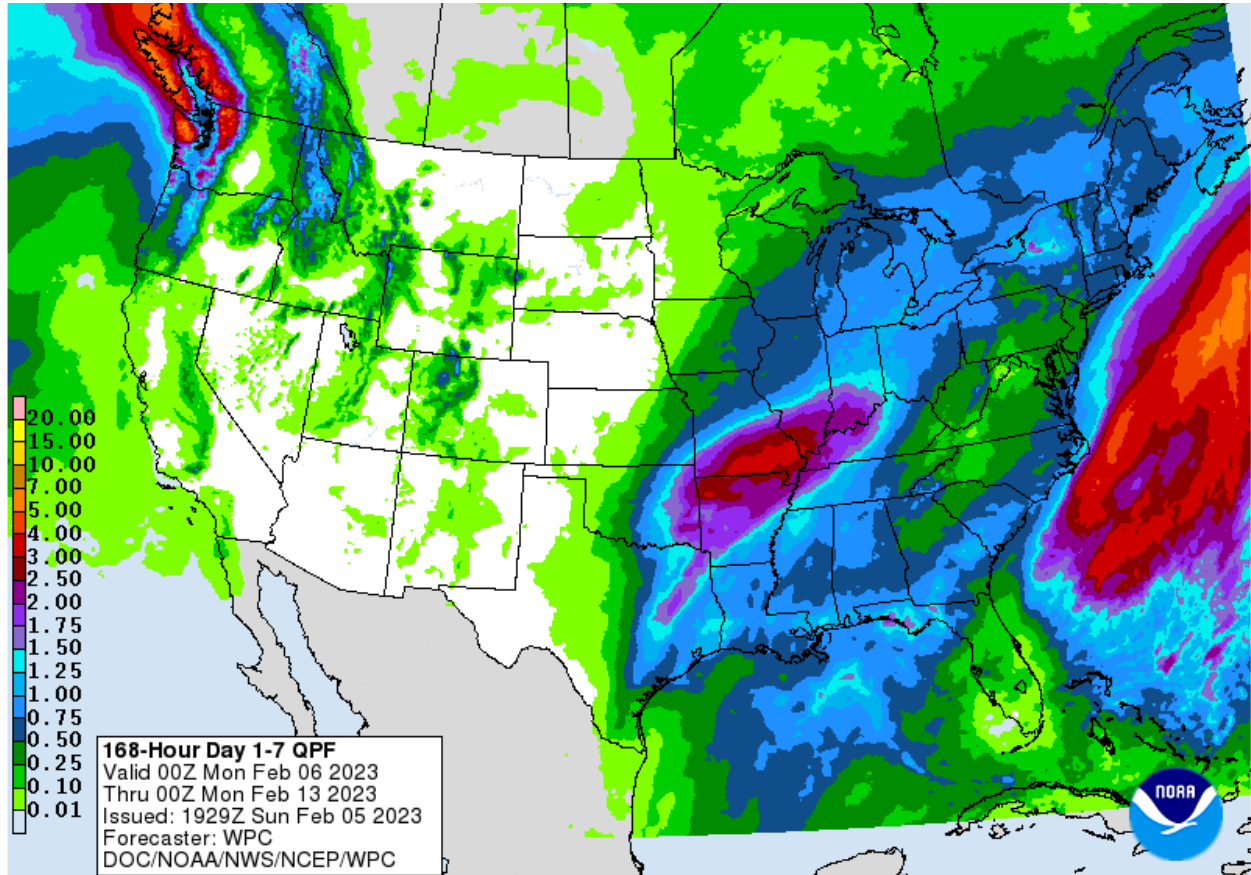 20.00
15.00
10.00
7.00
5.00
4.00
3.00
2.50
2.00
1.75
1.50
1.25
1.00
0.75
0.50
0.25
0.10
0.01
168-Hour Day 1-7 QPF
Valid 00Z Mon Feb 06 2023
Thru 00Z Mon Feb 13 2023
Issued: 1929Z Sun Feb 05 2023
Forecaster: WPC
DOC/NOAA/NWS/NCEP/WPC
NOAA